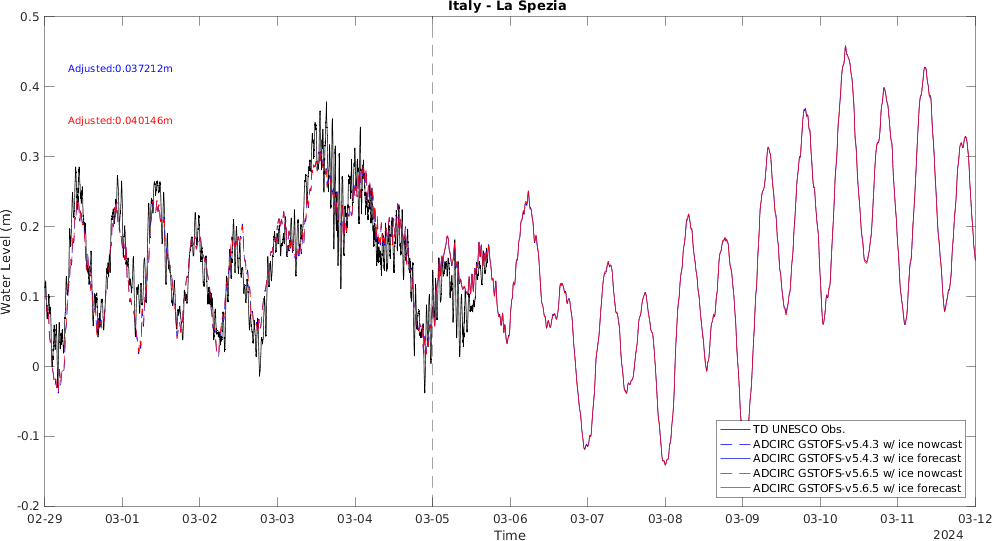 Italy - La Spezia
Adjusted:0.037212m
Adjusted:0.040146m
Water Level (m)
0.5
0.4
0.3
0.2
0.1
0
-0.1
-0.2
TD UNESCO Obs.
ADCIRC GSTOFS-v5.4.3 w/ ice nowcast
ADCIRC GSTOFS-v5.4.3 w/ ice forecast
ADCIRC GSTOFS-v5.6.5 w/ ice nowcast
ADCIRC GSTOFS-v5.6.5 w/ ice forecast
02-29 03-01 03-02 03-03 03-04 03-05 03-06 03-07 03-08 03-09 03-10 03-11 03-12
Time
2024